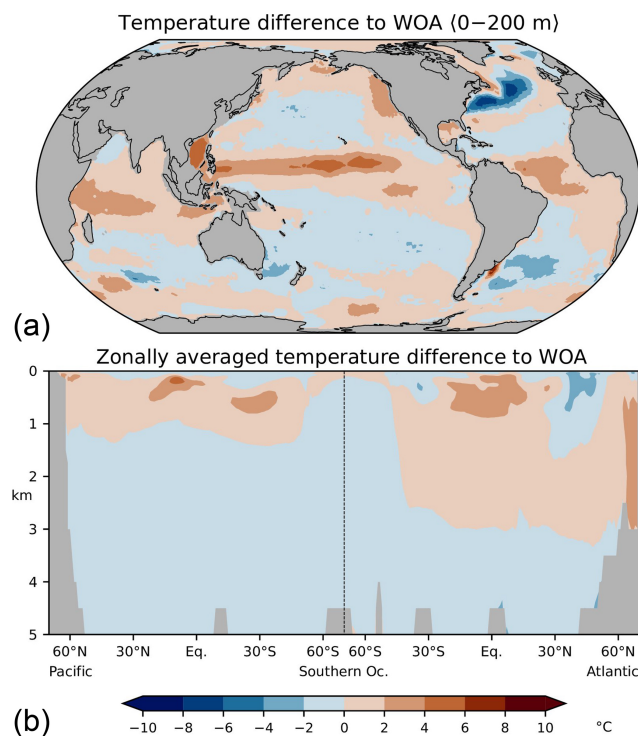 Temperature difference to WOA (0−200 m)
(a)
Zonally averaged temperature difference to WOA
0
1
2
km
3
4
5
60°N 30°N Eq. 30°S 60°S 60°S 30°S Eq. 30°N 60°N
Pacific Southern Oc. Atlantic
−10 −8 −6 −4 −2 0 2 4 6 8 10 °C
(b)